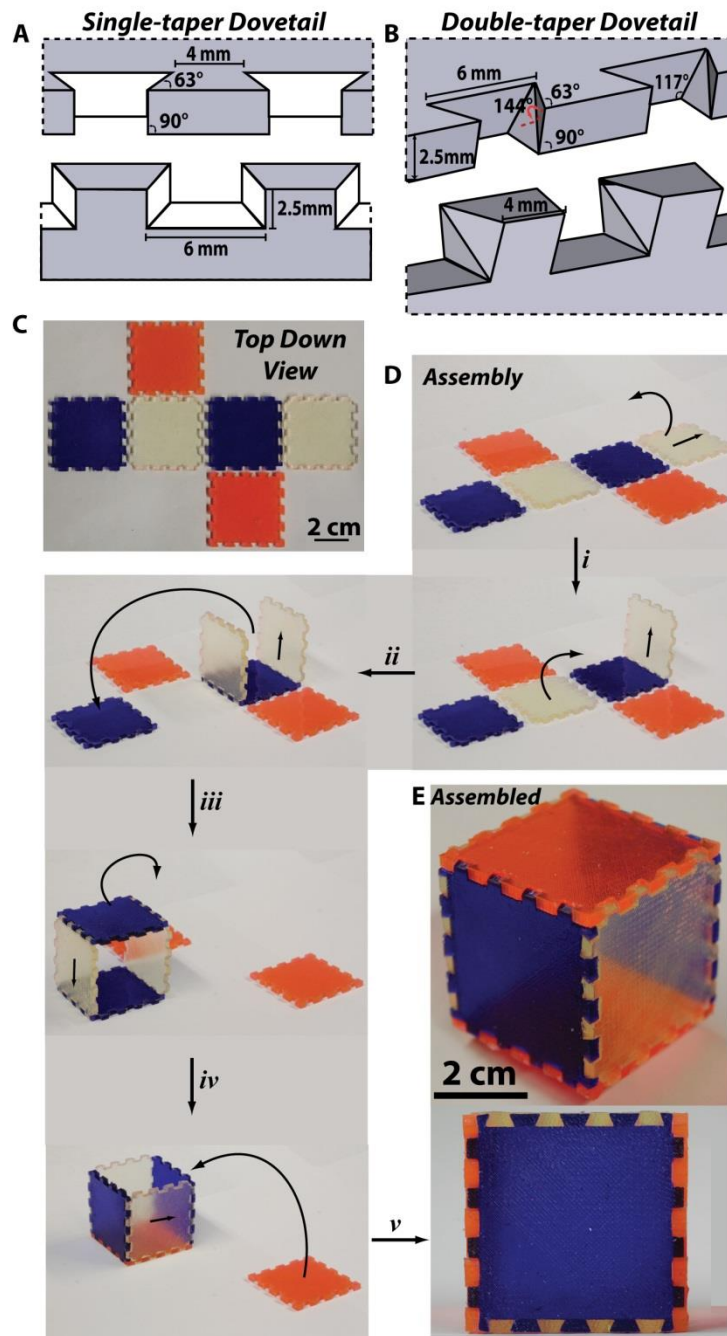 A
Single-taper Dovetail
4 mm
63°
90°
2.5mm
6 mm
B
Double-taper Dovetail
6 mm
144°
63°
117°
90°
2.5mm
4 mm
C
Top Down
View
2 cm
D
Assembly
i
ii
iii
iv
v
E
Assembled
2 cm